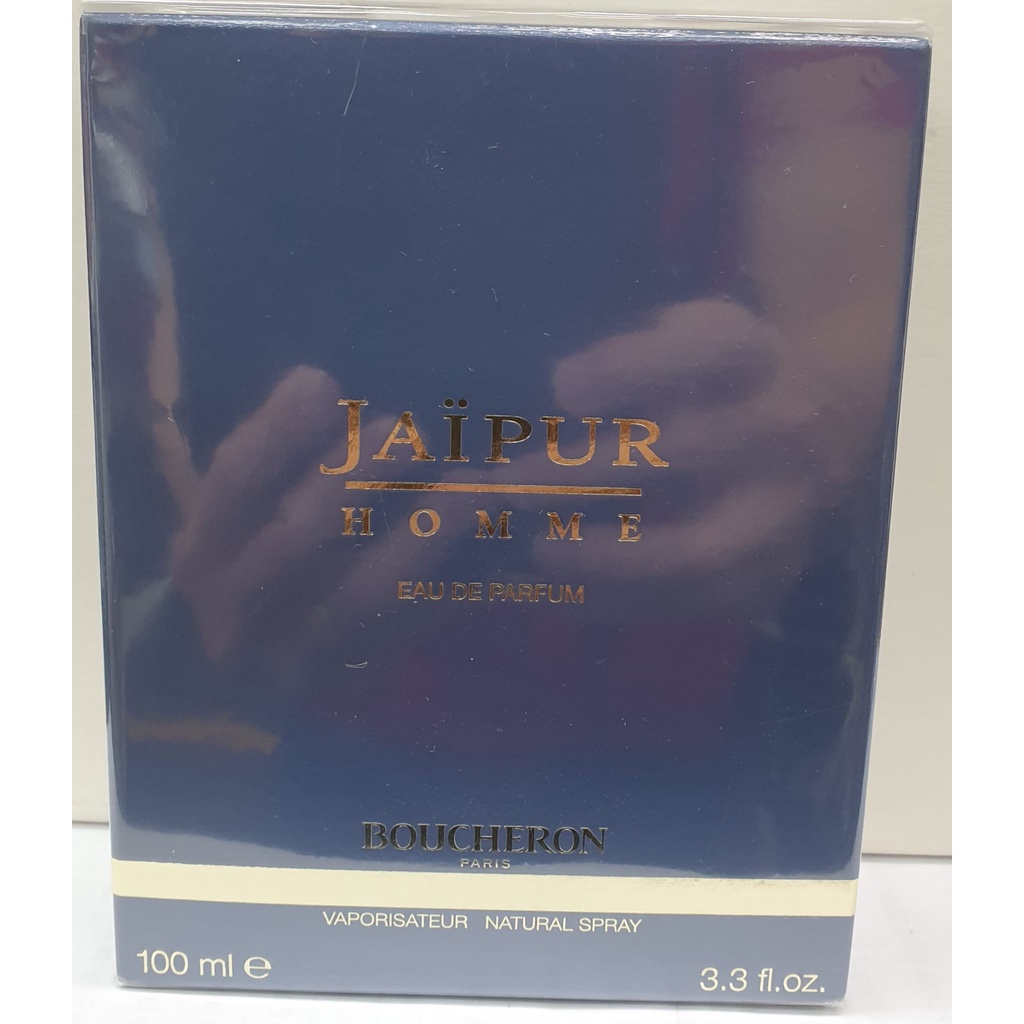 JAÏPUR
HOMME
EAU DE PARFUM
BOUCHERON
PARIS
VAPORISATEUR NATURAL SPRAY
100 ml ℮
3.3 fl.oz.